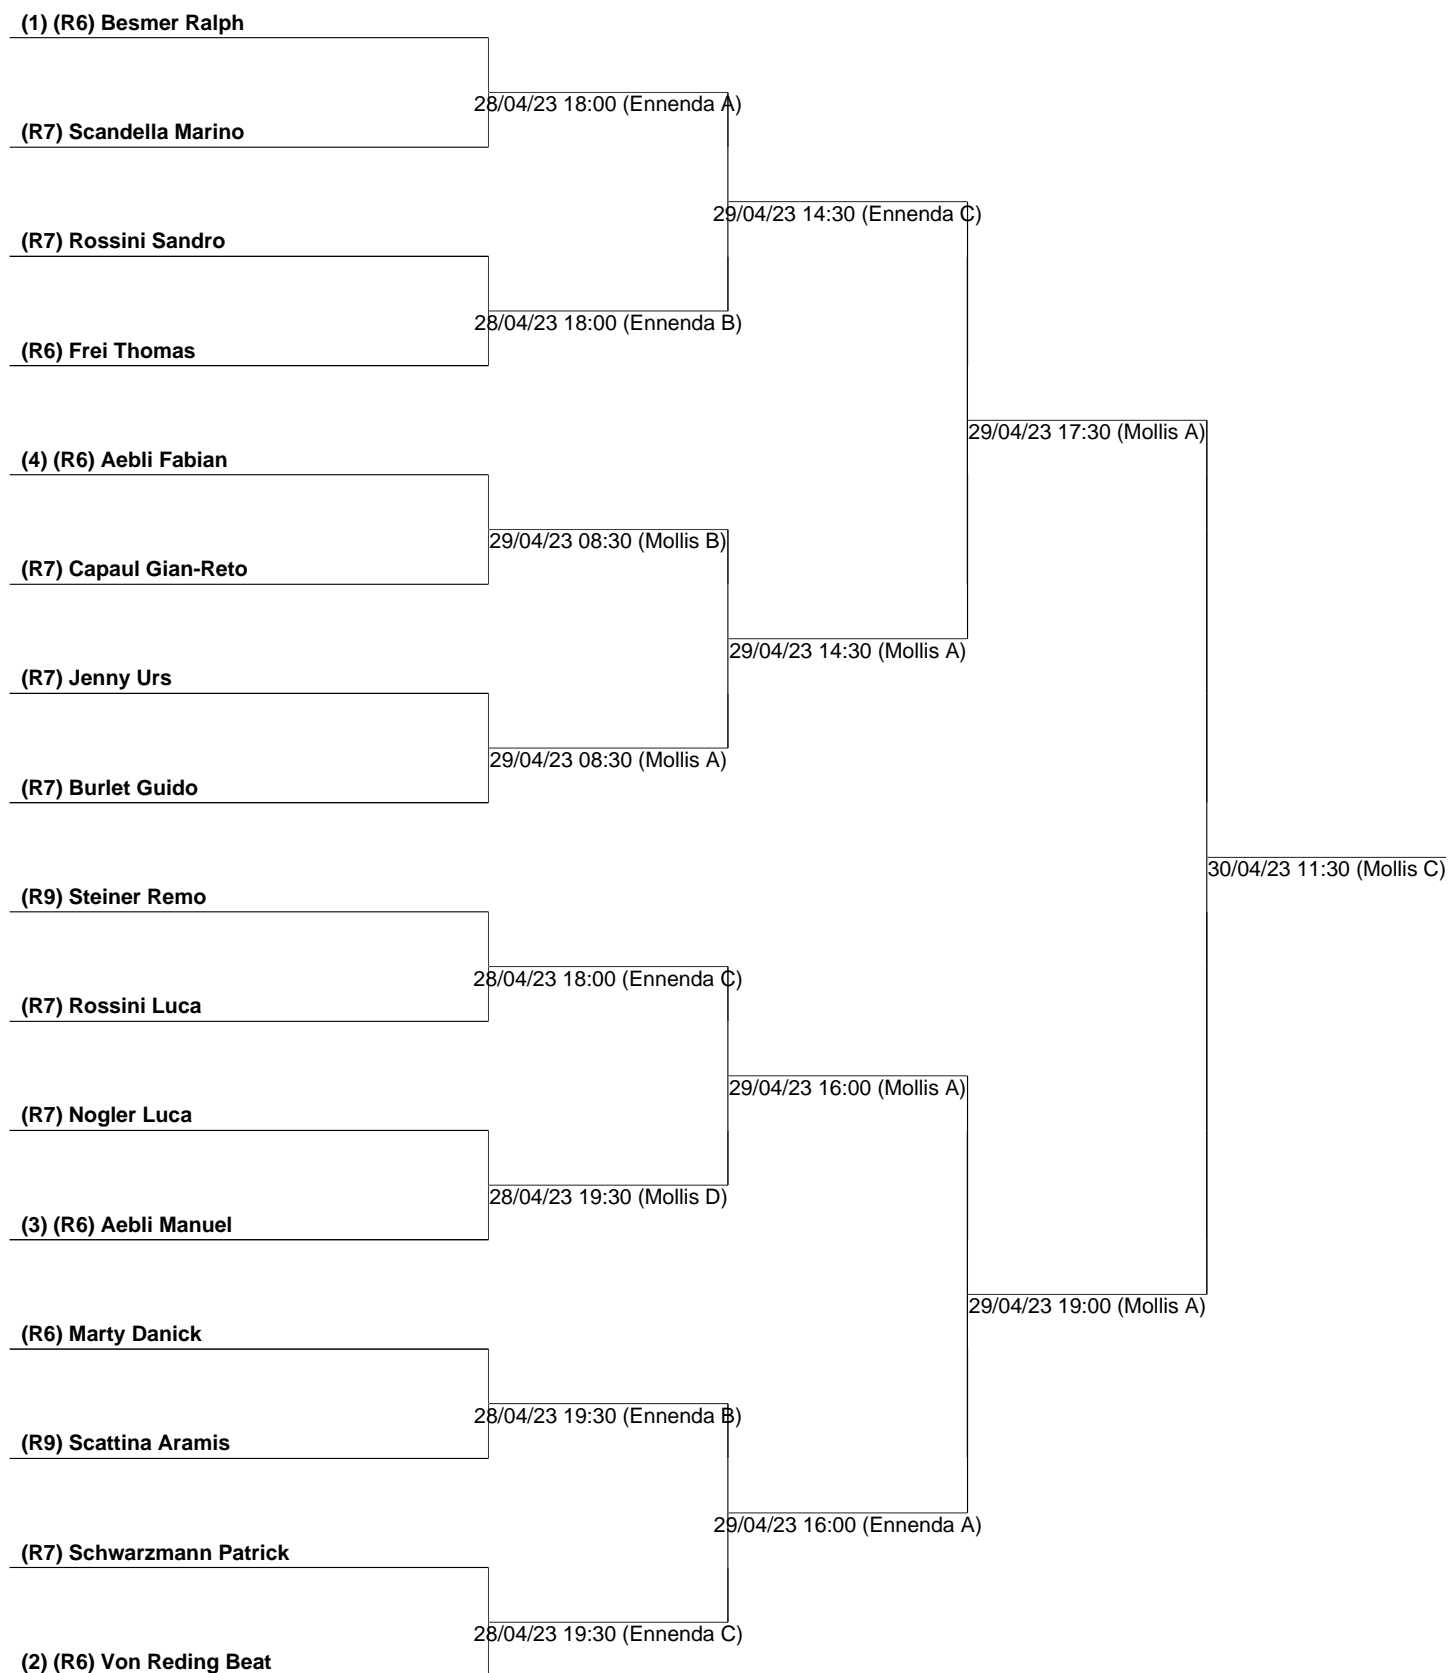 (1) (R6) Besmer Ralph
28/04/23 18:00 (Ennenda A)
(R7) Scandella Marino
29/04/23 14:30 (Ennenda C)
(R7) Rossini Sandro
28/04/23 18:00 (Ennenda B)
(R6) Frei Thomas
29/04/23 17:30 (Mollis A)
(4) (R6) Aebli Fabian
29/04/23 08:30 (Mollis B)
(R7) Capaul Gian-Reto
29/04/23 14:30 (Mollis A)
(R7) Jenny Urs
29/04/23 08:30 (Mollis A)
(R7) Burlet Guido
30/04/23 11:30 (Mollis C)
(R9) Steiner Remo
28/04/23 18:00 (Ennenda C)
(R7) Rossini Luca
29/04/23 16:00 (Mollis A)
(R7) Nogler Luca
28/04/23 19:30 (Mollis D)
(3) (R6) Aebli Manuel
29/04/23 19:00 (Mollis A)
(R6) Marty Danick
28/04/23 19:30 (Ennenda B)
(R9) Scattina Aramis
29/04/23 16:00 (Ennenda A)
(R7) Schwarzmann Patrick
28/04/23 19:30 (Ennenda C)
(2) (R6) Von Reding Beat